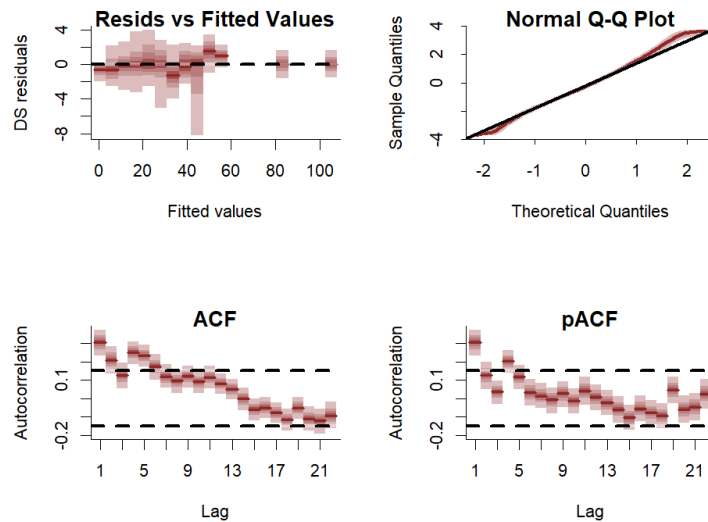 Resids vs Fitted Values
DS residuals
4
0
-4
-8
0 20 40 60 80 100
Fitted values
Normal Q-Q Plot
Sample Quantiles
4
0
-4
-2 -1 0 1 2
Theoretical Quantiles
ACF
Autocorrelation
0.1
-0.2
1 5 9 13 17 21
Lag
pACF
Autocorrelation
0.1
-0.2
1 5 9 13 17 21
Lag